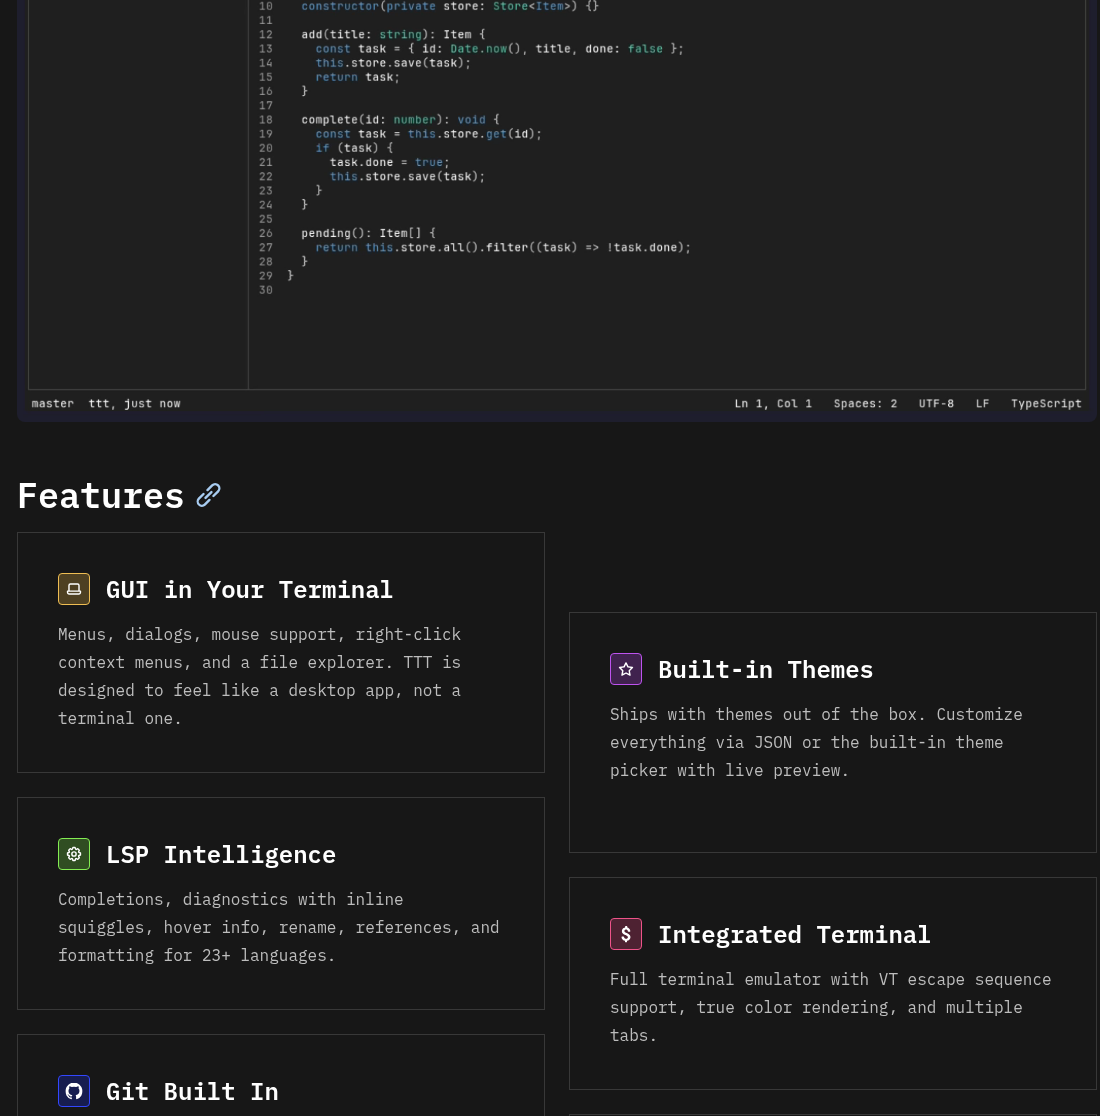 10 constructor(private store: Store<Item>) {}
11
12 add(title: string): Item {
13 const task = { id: Date.now(), title, done: false };
14 this.store.save(task);
15 return task;
16 }
17
18 complete(id: number): void {
19 const task = this.store.get(id);
20 if (task) {
21 task.done = true;
22 this.store.save(task);
23 }
24 }
25
26 pending(): Item[] {
27 return this.store.all().filter((task) => !task.done);
28 }
29 }
30
master ttt, just now Ln 1, Col 1 Spaces: 2 UTF-8 LF TypeScript
Features
GUI in Your Terminal
Menus, dialogs, mouse support, right-click
context menus, and a file explorer. TTT is
designed to feel like a desktop app, not a
terminal one.
Built-in Themes
Ships with themes out of the box. Customize
everything via JSON or the built-in theme
picker with live preview.
LSP Intelligence
Completions, diagnostics with inline
squiggles, hover info, rename, references, and
formatting for 23+ languages.
$ Integrated Terminal
Full terminal emulator with VT escape sequence
support, true color rendering, and multiple
tabs.
Git Built In